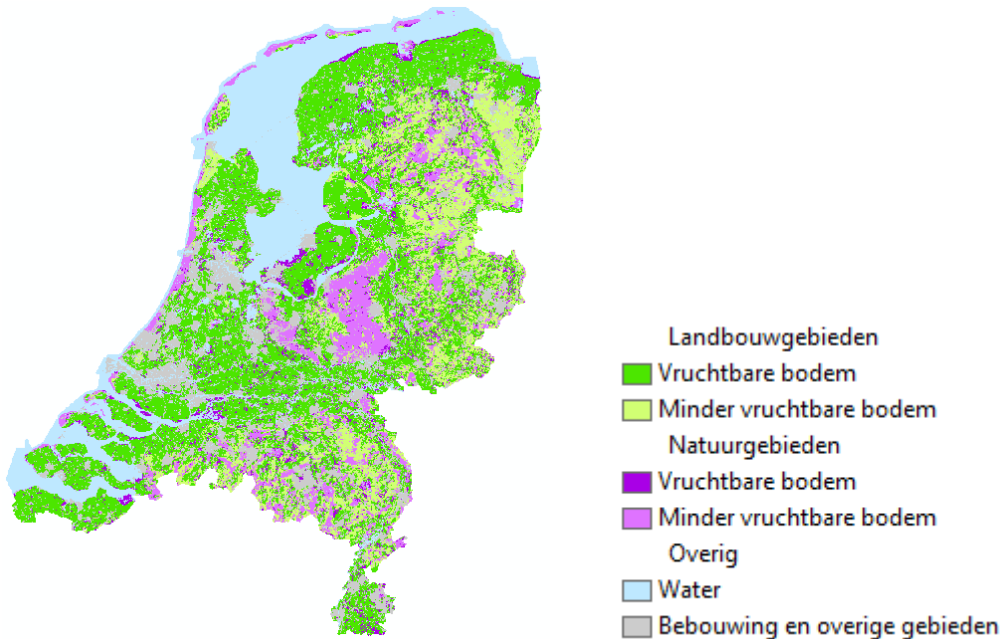 Landbouwgebieden
Vruchtbare bodem
Minder vruchtbare bodem
Natuurgebieden
Vruchtbare bodem
Minder vruchtbare bodem
Overig
Water
Bebouwing en overige gebieden